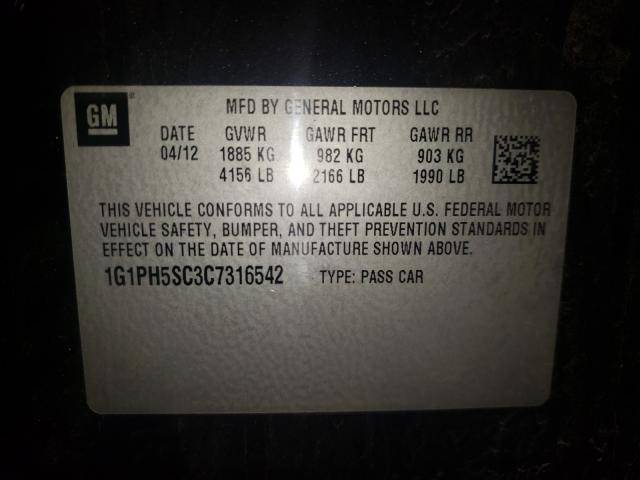 GM
MFD BY GENERAL MOTORS LLC
DATE GVWR GAWR FRT GAWR RR
04/12 1885 KG 982 KG 903 KG
4156 LB 2166 LB 1990 LB
THIS VEHICLE CONFORMS TO ALL APPLICABLE U.S. FEDERAL MOTOR
VEHICLE SAFETY, BUMPER, AND THEFT PREVENTION STANDARDS IN
EFFECT ON THE DATE OF MANUFACTURE SHOWN ABOVE.
1G1PH5SC3C7316542 TYPE: PASS CAR